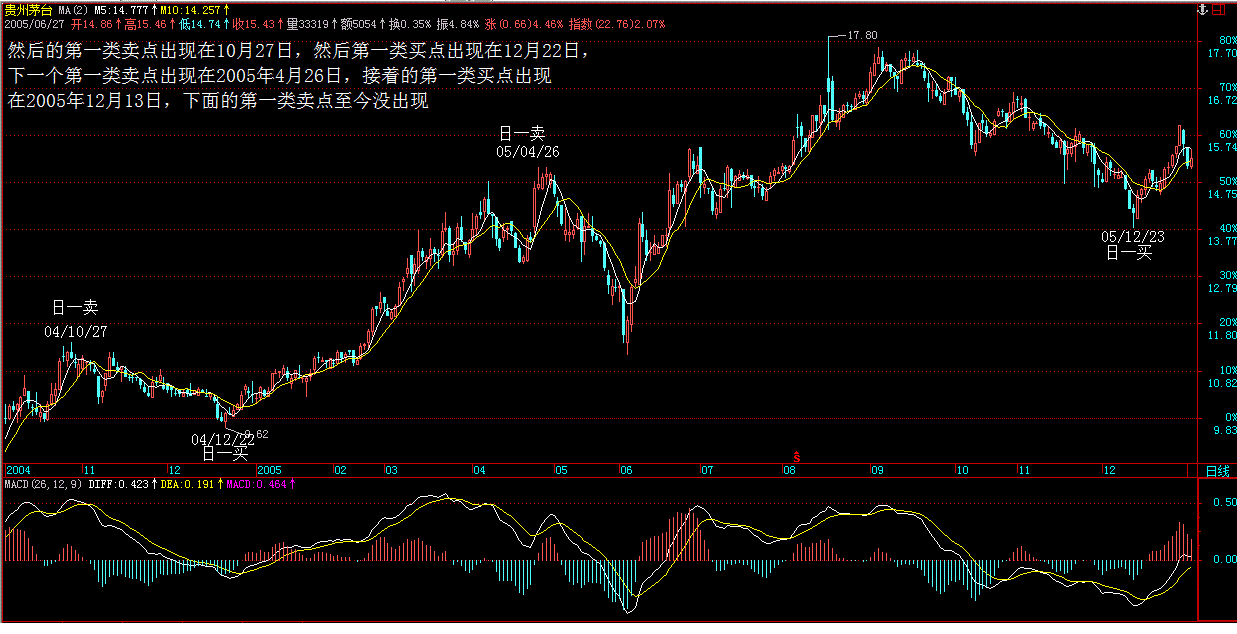 贵州茅台 MA(2) M5:14.777↑M10:14.257↑
2005/06/27 开14.86↑高15.46↑低14.74↑收15.43↑量33319↑额5054↑换0.35% 振4.84% 涨(0.66)4.46% 指数(22.76)2.07%
然后的第一类卖点出现在10月27日，然后第一类买点出现在12月22日，
下一个第一类卖点出现在2005年4月26日，接着的第一类买点出现
在2005年12月13日，下面的第一类卖点至今没出现
17.80
80%
17.70
70%
16.72
60%
15.74
50%
14.75
40%
13.77
30%
12.79
20%
11.80
10%
10.82
0%
9.83
日一卖
05/04/26
05/12/23
日一买
日一卖
04/10/27
9.62
04/12/22
日一买
S
2004 11 12 2005 02 03 04 05 06 07 08 09 10 11 12 日线
MACD(26,12,9) DIFF:0.423↑DEA:0.191↑MACD:0.464↑
0.50
0.00